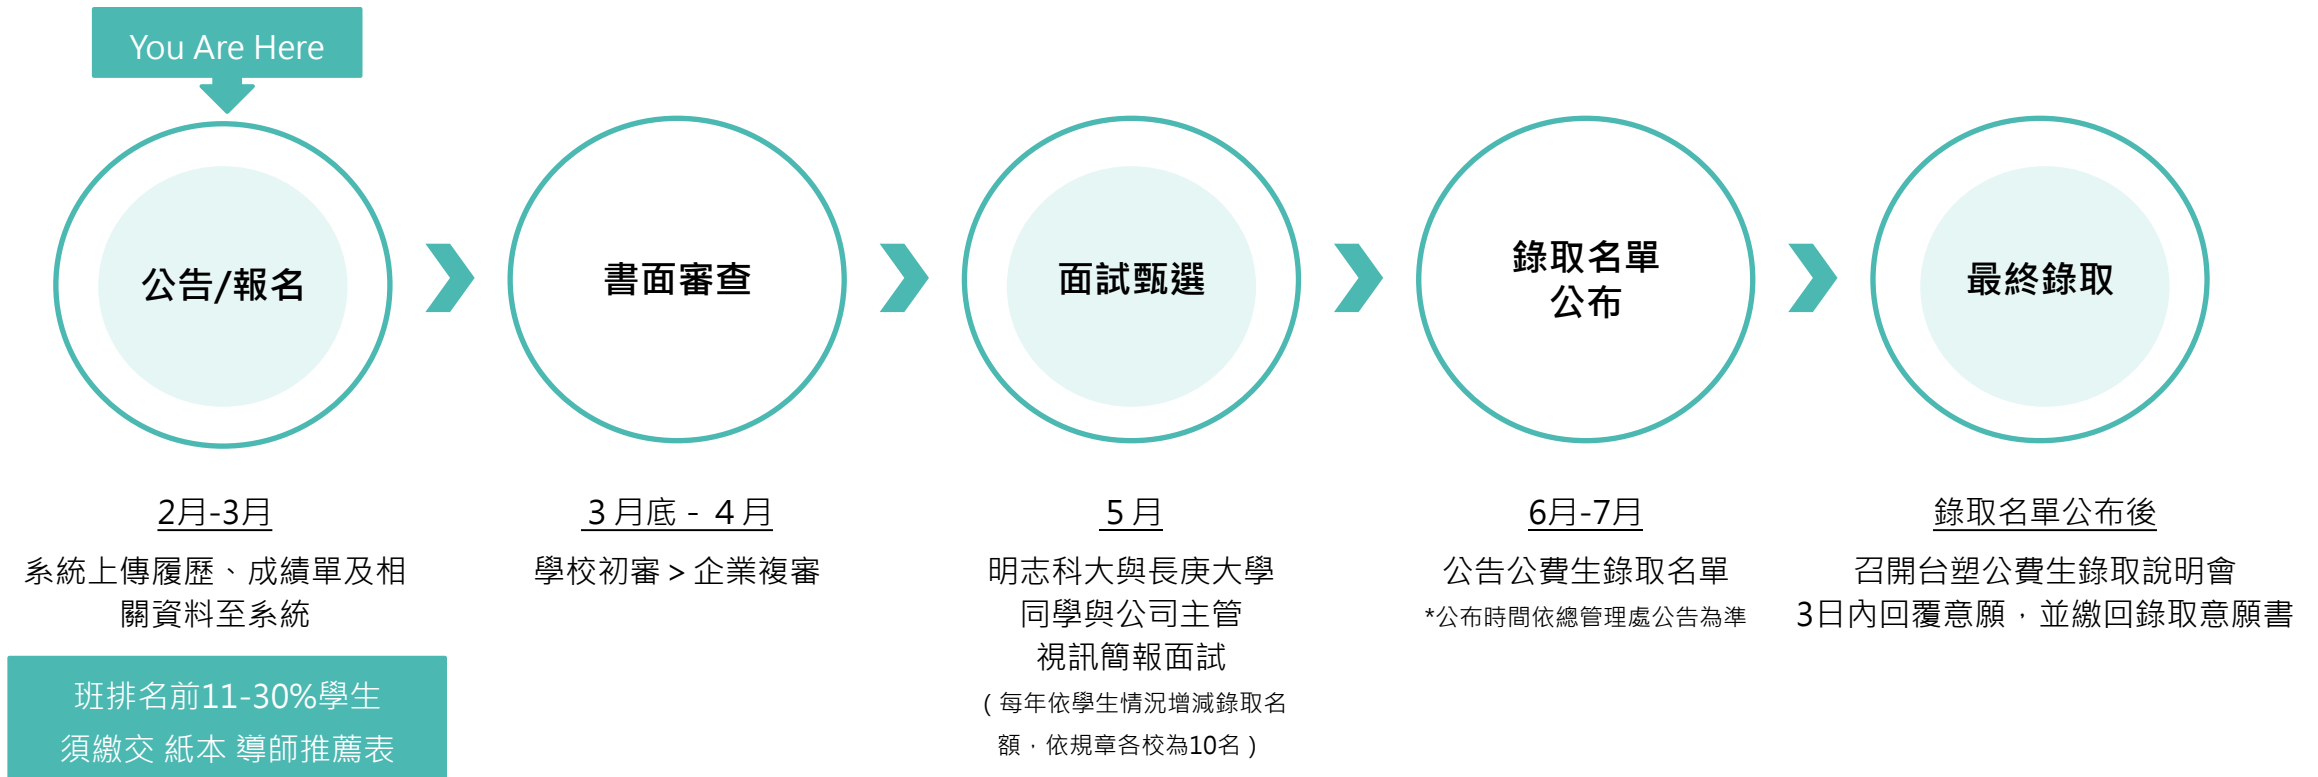 You Are Here
公告/報名
書面審查
面試甄選
錄取名單
公布
最終錄取
2月-3月
系統上傳履歷、成績單及相
關資料至系統
班排名前11-30%學生
須繳交 紙本 導師推薦表
３月底 - ４月
學校初審 > 企業複審
５月
明志科大與長庚大學
同學與公司主管
視訊簡報面試
（每年依學生情況增減錄取名
額，依規章各校為10名）
6月-7月
公告公費生錄取名單
*公布時間依總管理處公告為準
錄取名單公布後
召開台塑公費生錄取說明會
3日內回覆意願，並繳回錄取意願書